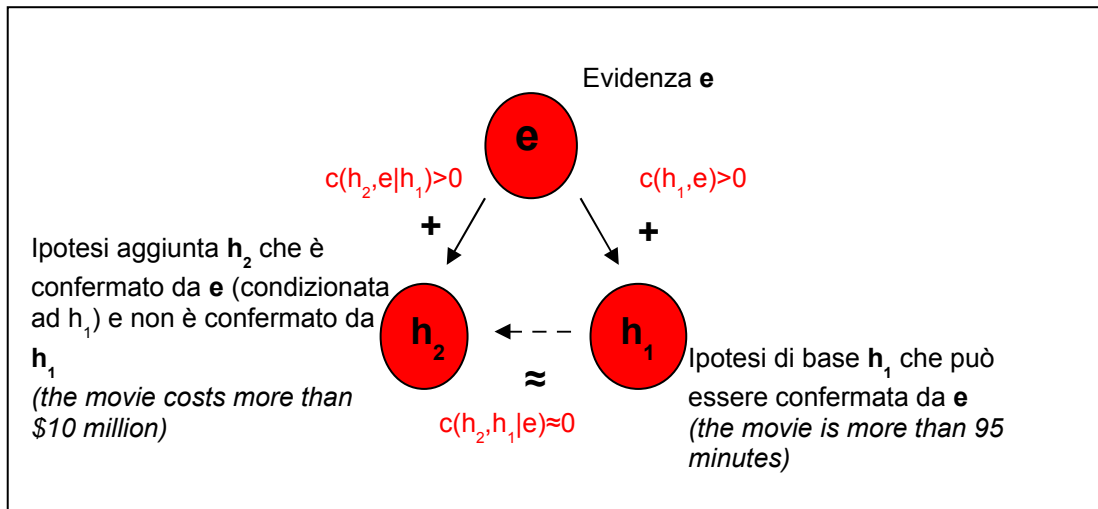 Evidenza e
e
c(h₂,e|h₁)>0
c(h₁,e)>0
+
+
Ipotesi aggiunta h₂ che è
confermato da e (condizionata
ad h₁) e non è confermato da
h₁
(the movie costs more than
$10 million)
h₂
h₁
≈
c(h₂,h₁|e)≈0
Ipotesi di base h₁ che può
essere confermata da e
(the movie is more than 95
minutes)